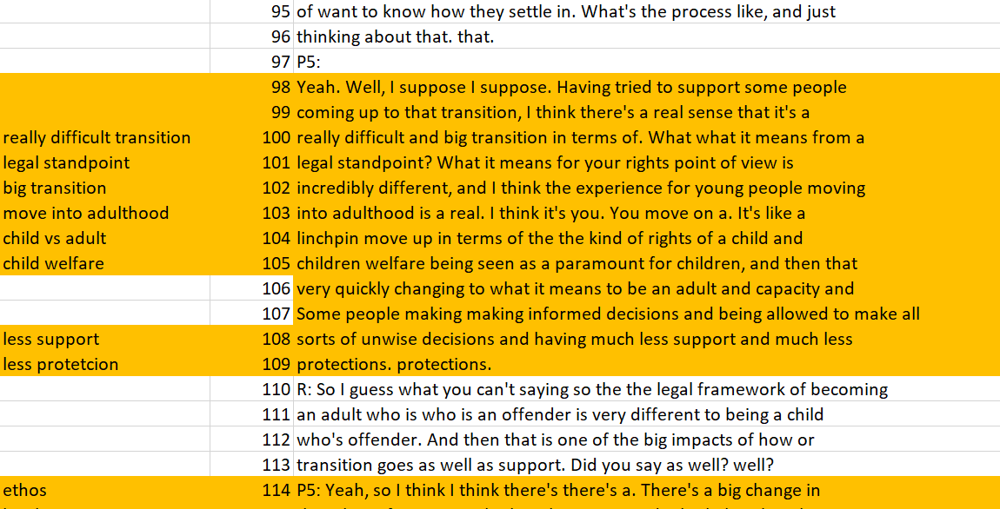 95 of want to know how they settle in. What's the process like, and just
96 thinking about that. that.
97 P5:
98 Yeah. Well, I suppose I suppose. Having tried to support some people
99 coming up to that transition, I think there's a real sense that it's a
really difficult transition 100 really difficult and big transition in terms of. What what it means from a
legal standpoint 101 legal standpoint? What it means for your rights point of view is
big transition 102 incredibly different, and I think the experience for young people moving
move into adulthood 103 into adulthood is a real. I think it's you. You move on a. It's like a
child vs adult 104 linchpin move up in terms of the the kind of rights of a child and
child welfare 105 children welfare being seen as a paramount for children, and then that
106 very quickly changing to what it means to be an adult and capacity and
107 Some people making making informed decisions and being allowed to make all
less support 108 sorts of unwise decisions and having much less support and much less
less protetcion 109 protections. protections.
110 R: So I guess what you can't saying so the the legal framework of becoming
111 an adult who is who is an offender is very different to being a child
112 who's offender. And then that is one of the big impacts of how or
113 transition goes as well as support. Did you say as well? well?
ethos 114 P5: Yeah, so I think I think there's there's a. There's a big change in